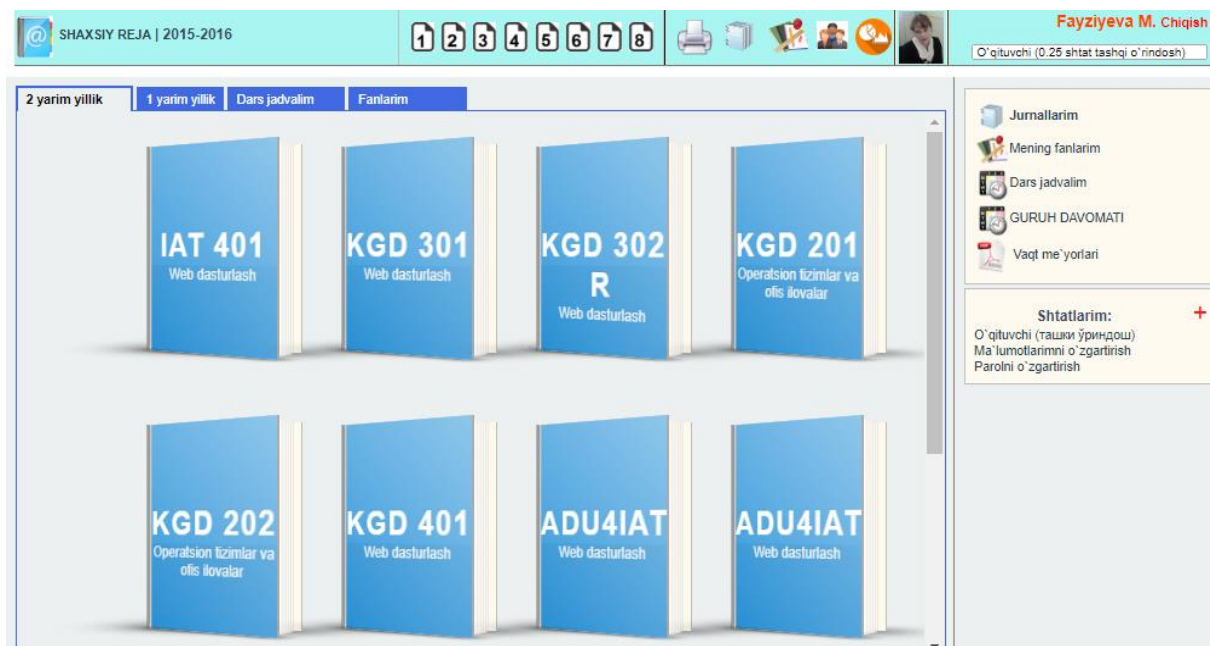 SHAXSIY REJA | 2015-2016
1 2 3 4 5 6 7 8
Fayziyeva M. Chiqish
O`qituvchi (0.25 shtat tashqi o`rindosh)
2 yarim yillik
1 yarim yillik
Dars jadvalim
Fanlarim
IAT 401
Web dasturlash
KGD 301
Web dasturlash
KGD 302
R
Web dasturlash
KGD 201
Operatsion tizimlar va
ofis ilovalar
KGD 202
Operatsion tizimlar va
ofis ilovalar
KGD 401
Web dasturlash
ADU4IAT
Web dasturlash
ADU4IAT
Web dasturlash
Jurnallarim
Mening fanlarim
Dars jadvalim
GURUH DAVOMATI
Vaqt me`yorlari
Shtatlarim: +
O`qituvchi (ташки ўриндош)
Ma`lumotlarimni o`zgartirish
Parolni o`zgartirish